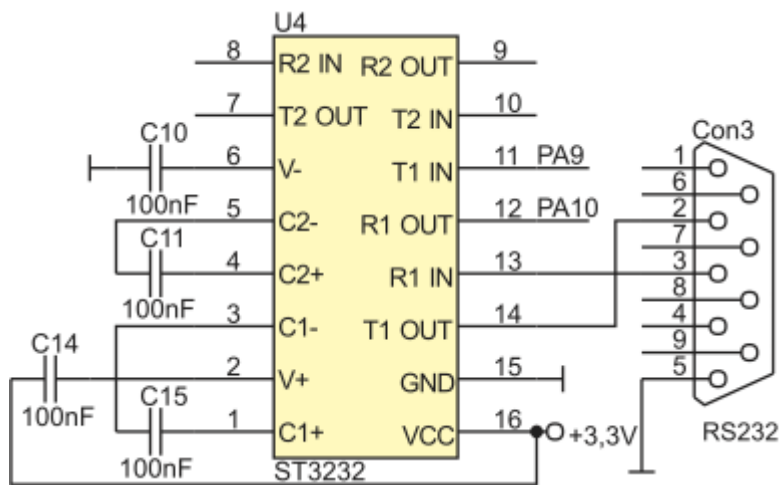 U4
8 R2 IN R2 OUT 9
7 T2 OUT T2 IN 10
C10
100nF
6 V- T1 IN 11 PA9
5 C2- R1 OUT 12 PA10
C11
100nF
4 C2+ R1 IN 13
3 C1- T1 OUT 14
C14
100nF
2 V+ GND 15
C15
100nF
1 C1+ VCC 16 +3,3V
ST3232
Con3
1
6
2
7
3
8
4
9
5
RS232